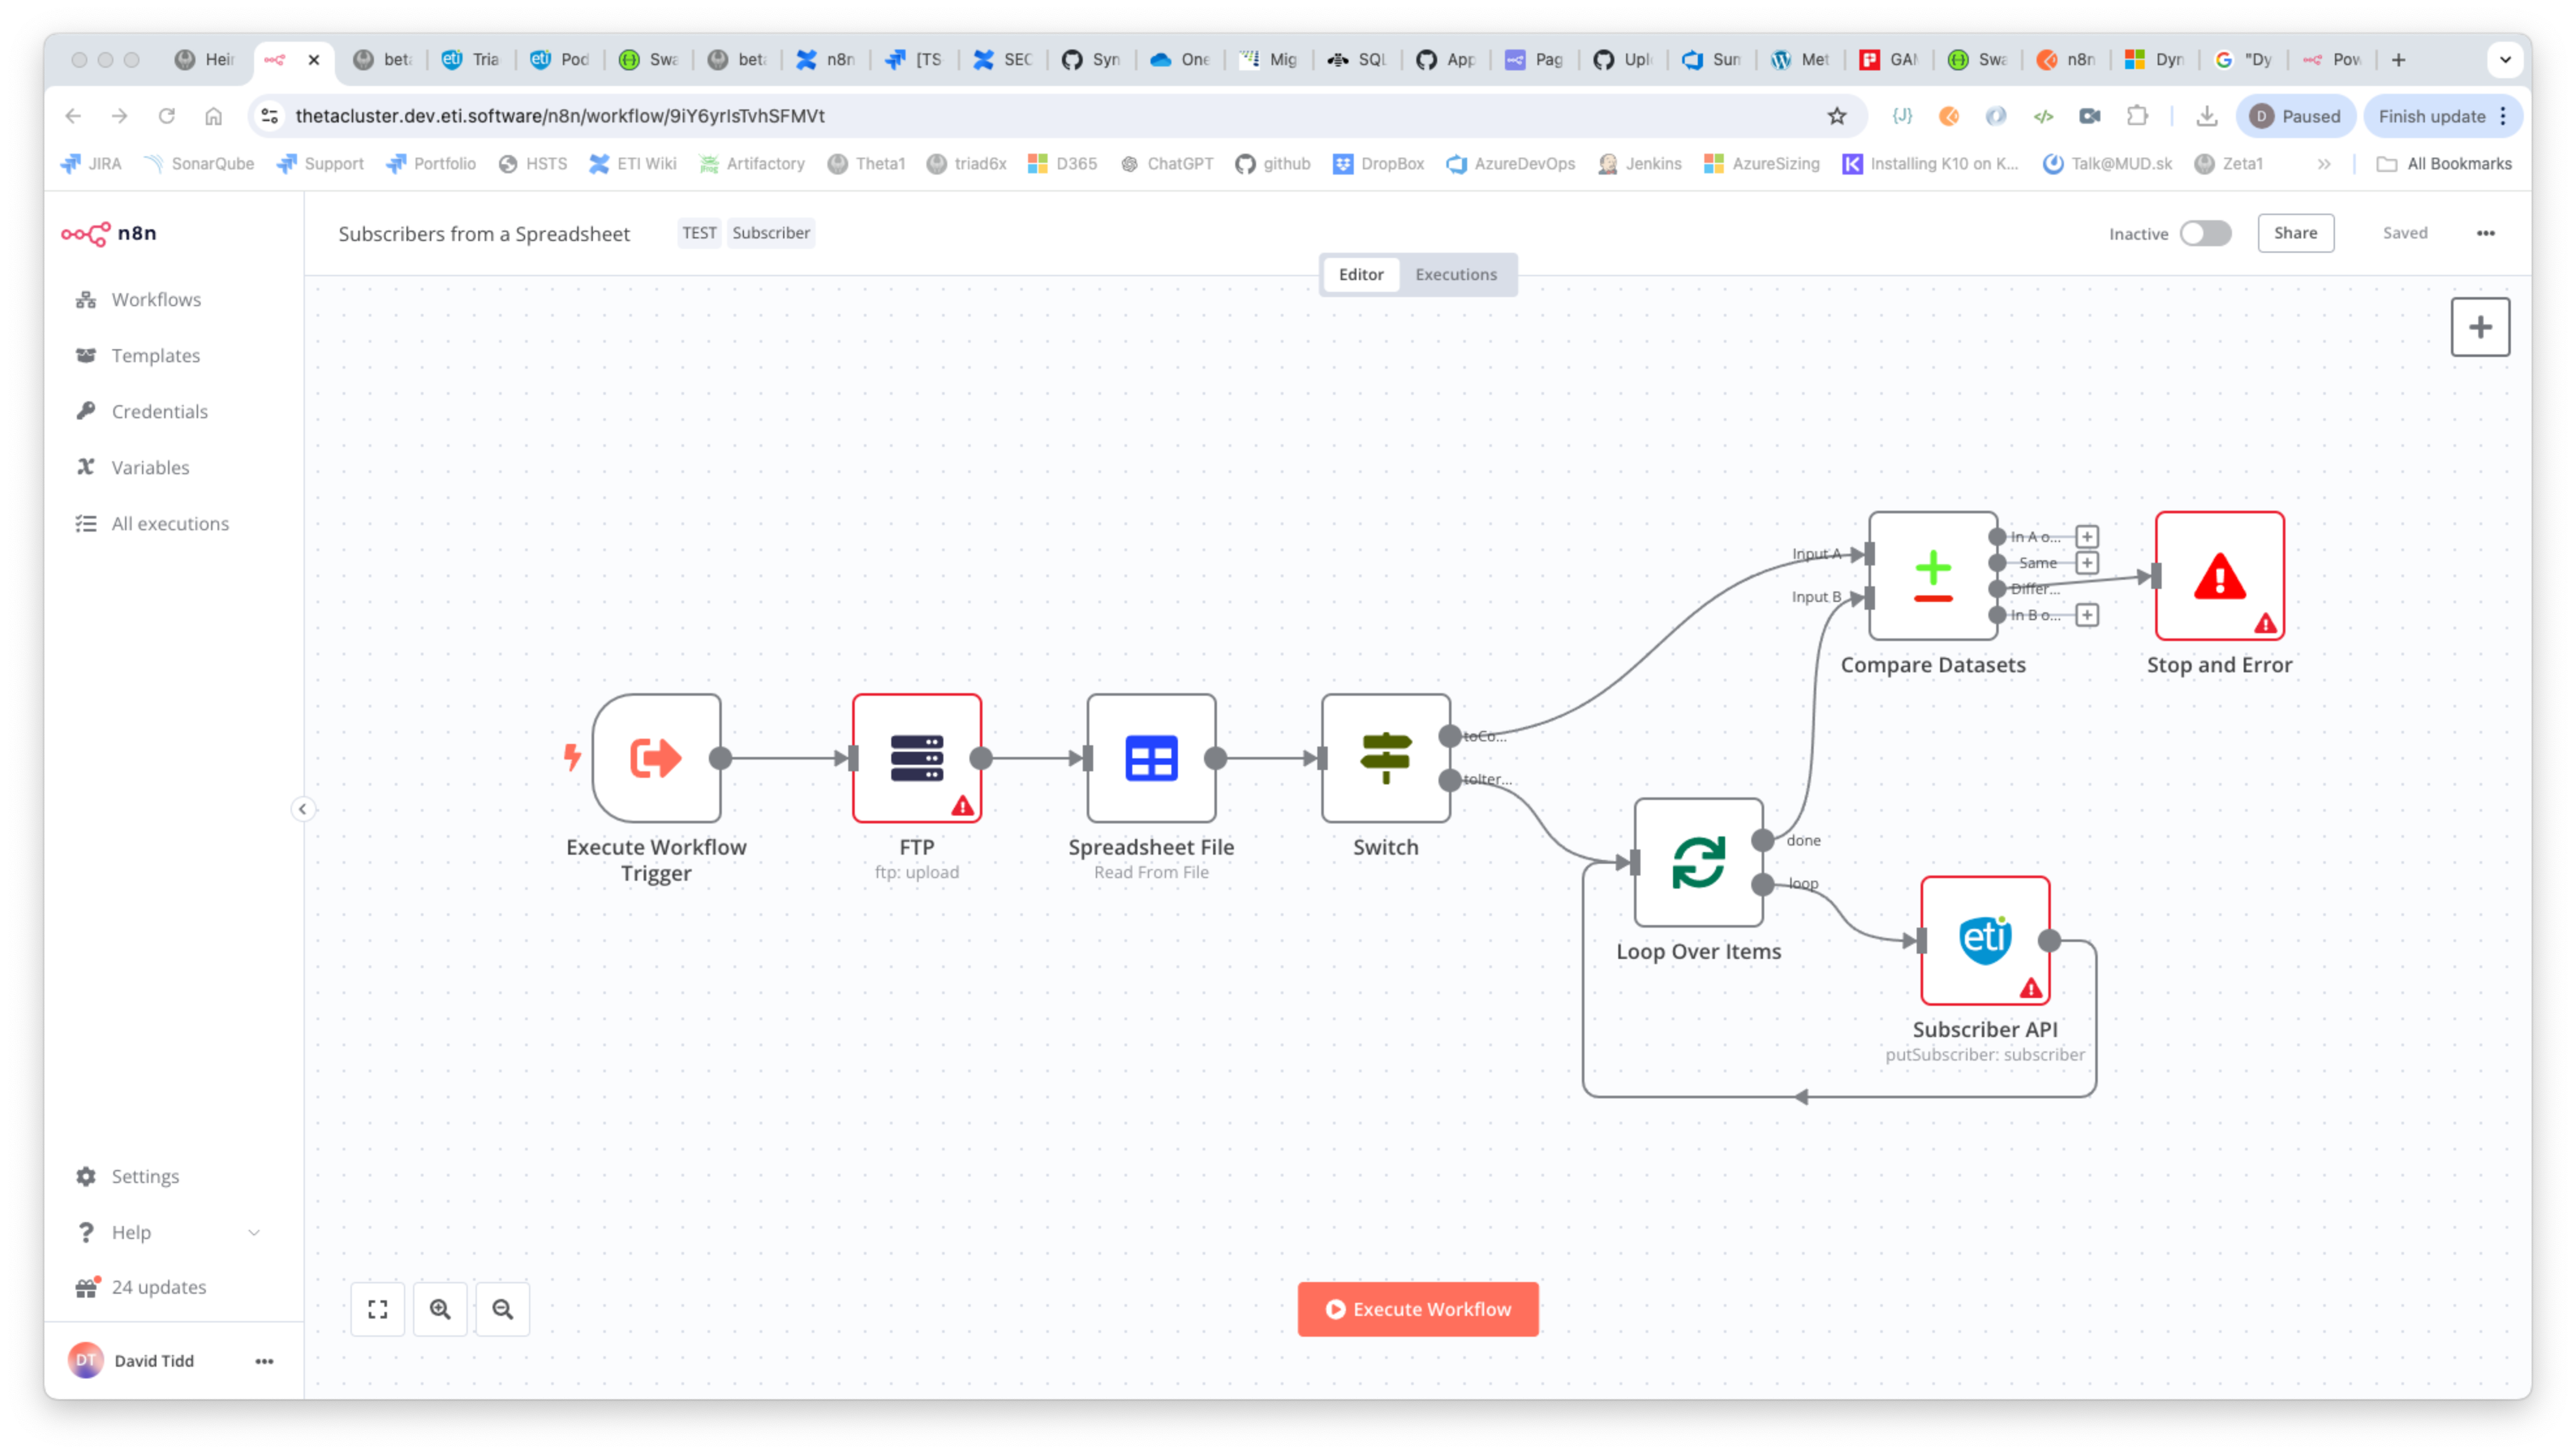 Hei bet Tria Pod Swa bet n8n [TS SEC Syn One Mig SQL App Pag Upl Sun Met GAI Swa n8n Dyn "Dy Pow
thetacluster.dev.eti.software/n8n/workflow/9iY6yrIsTvhSFMVt
D Paused Finish update
JIRA SonarQube Support Portfolio HSTS ETI Wiki Artifactory Theta1 triad6x D365 ChatGPT github DropBox AzureDevOps Jenkins AzureSizing Installing K10 on K... Talk@MUD.sk Zeta1 All Bookmarks
n8n
Subscribers from a Spreadsheet TEST Subscriber
Inactive Share Saved
Editor Executions
Workflows
Templates
Credentials
Variables
All executions
Input A
Input B
In A o...
Same
Differ...
In B o...
Compare Datasets
Stop and Error
toCo...
toIter...
Execute Workflow
Trigger
FTP
ftp: upload
Spreadsheet File
Read From File
Switch
done
loop
Loop Over Items
eti
Subscriber API
putSubscriber: subscriber
Settings
Help
24 updates
Execute Workflow
DT David Tidd